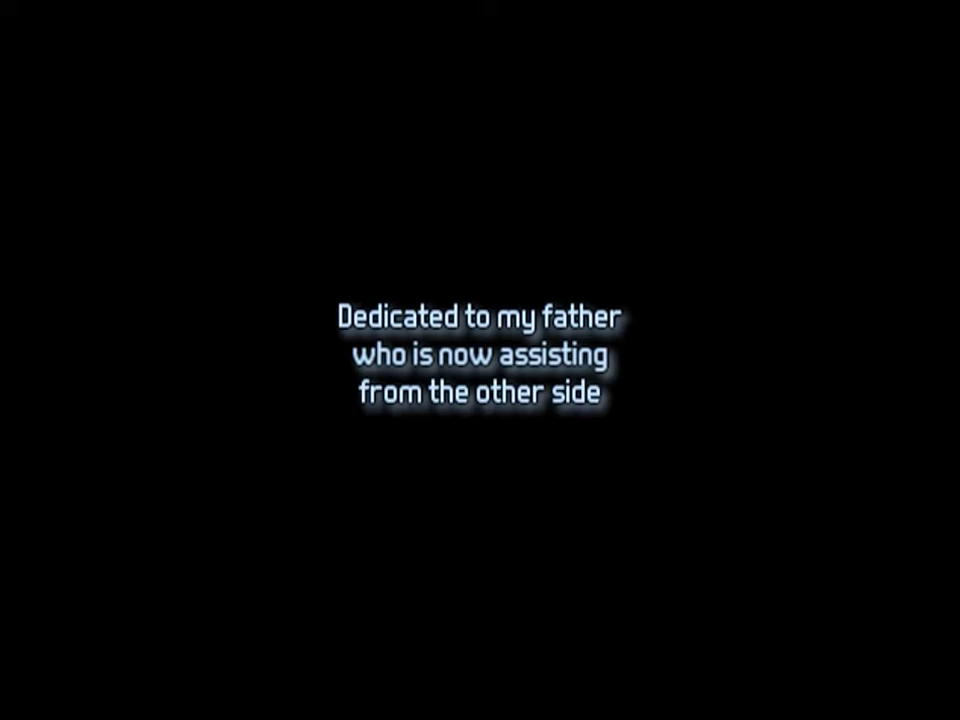 Dedicated to my father
who is now assisting
from the other side